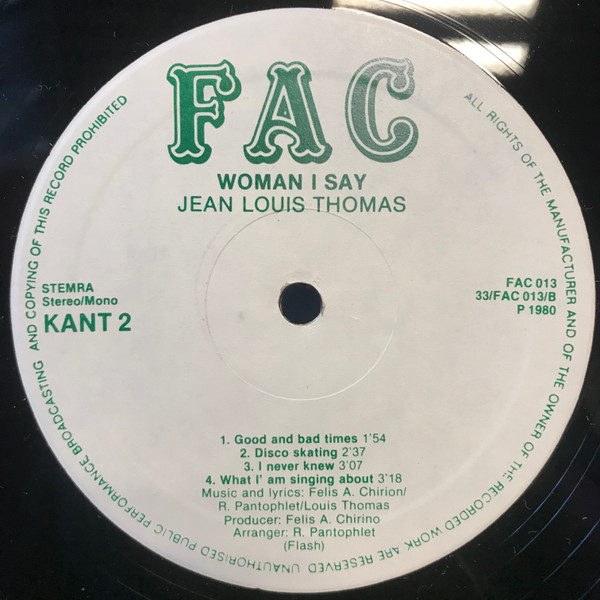 FAC
WOMAN I SAY
JEAN LOUIS THOMAS
STEMRA
Stereo/Mono
KANT 2
FAC 013
33/FAC 013/B
P 1980
1. Good and bad times 1'54
2. Disco skating 2'37
3. I never knew 3'07
4. What I' am singing about 3'18
Music and lyrics: Felis A. Chirion/
R. Pantophlet/Louis Thomas
Producer: Felis A. Chirino
Arranger: R. Pantophlet
(Flash)
ALL RIGHTS OF THE MANUFACTURER AND OF THE OWNER OF THE RECORDED WORK ARE RESERVED. UNAUTHORISED PUBLIC PERFORMANCE BROADCASTING AND COPYING OF THIS RECORD PROHIBITED